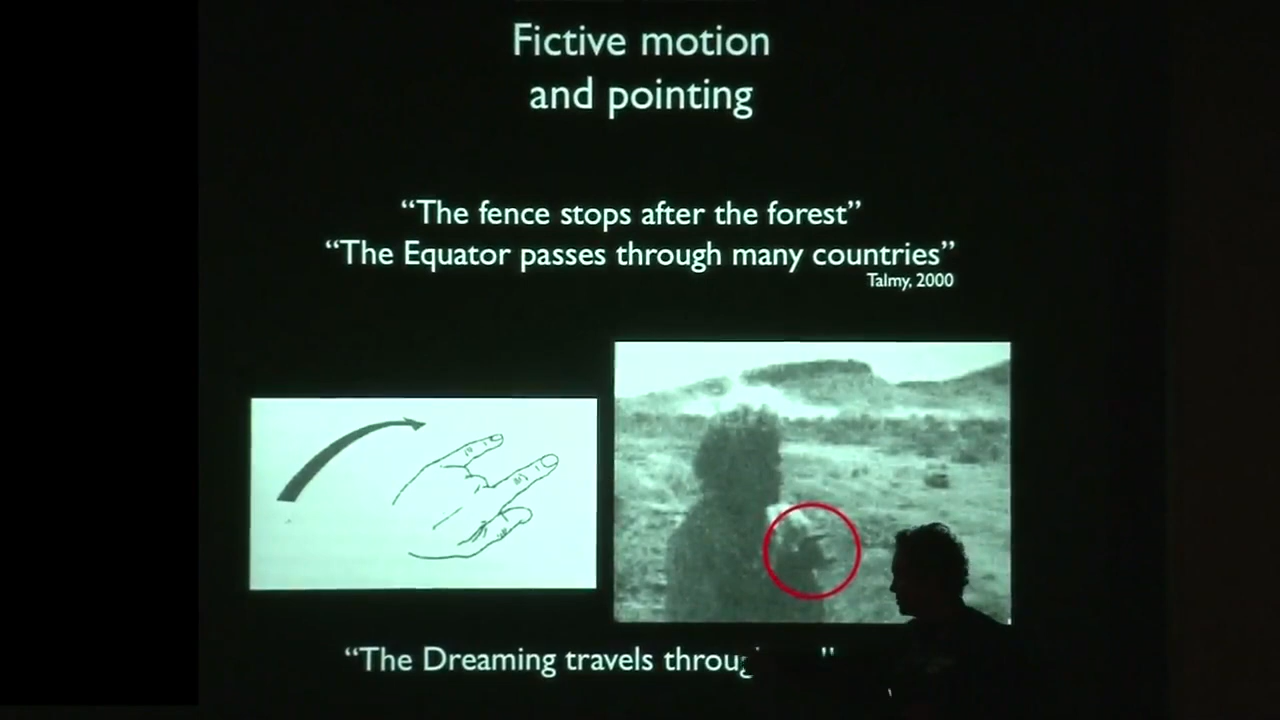 Fictive motion
and pointing
“The fence stops after the forest”
“The Equator passes through many countries”
Talmy, 2000
“The Dreaming travels ”